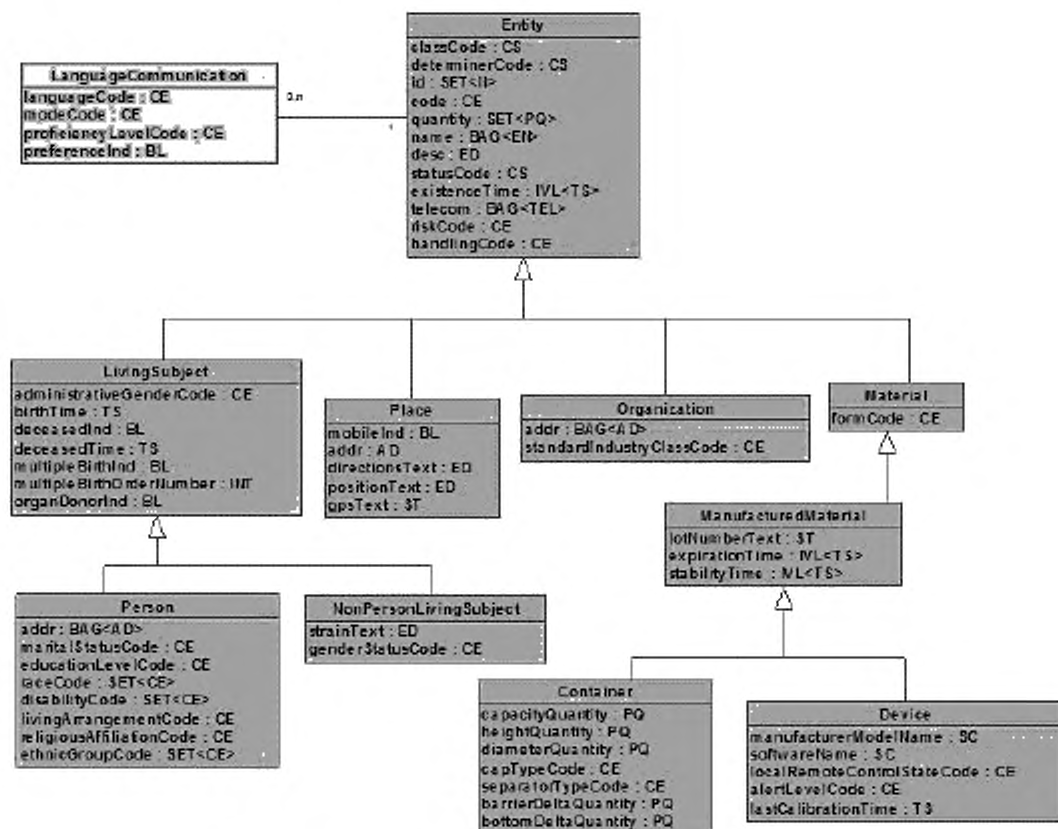 Entity
classCode : CS
determinerCode : CS
id : SET<II>
code : CE
quantity : SET<PQ>
name : BAG<EN>
desc : ED
statusCode : CS
existenceTime : IVL<TS>
telecom : BAG<TEL>
riskCode : CE
handlingCode : CE
LanguageCommunication
languageCode : CE
modeCode : CE
proficiencyLevelCode : CE
preferenceInd : BL
0..n
LivingSubject
administrativeGenderCode : CE
birthTime : TS
deceasedInd : BL
deceasedTime : TS
multipleBirthInd : BL
multipleBirthOrderNumber : INT
organDonorInd : BL
Place
mobileInd : BL
addr : AD
directionsText : ED
positionText : ED
gpsText : ST
Organization
addr : BAG<AD>
standardIndustryClassCode : CE
Material
formCode : CE
ManufacturedMaterial
lotNumberText : ST
expirationTime : IVL<TS>
stabilityTime : IVL<TS>
Person
addr : BAG<AD>
maritalStatusCode : CE
educationLevelCode : CE
raceCode : SET<CE>
disabilityCode : SET<CE>
livingArrangementCode : CE
religiousAffiliationCode : CE
ethnicGroupCode : SET<CE>
NonPersonLivingSubject
strainText : ED
genderStatusCode : CE
Container
capacityQuantity : PQ
heightQuantity : PQ
diameterQuantity : PQ
capTypeCode : CE
separatorTypeCode : CE
barrierDeltaQuantity : PQ
bottomDeltaQuantity : PQ
Device
manufacturerModelName : SC
softwareName : SC
localRemoteControlStateCode : CE
alertLevelCode : CE
lastCalibrationTime : TS